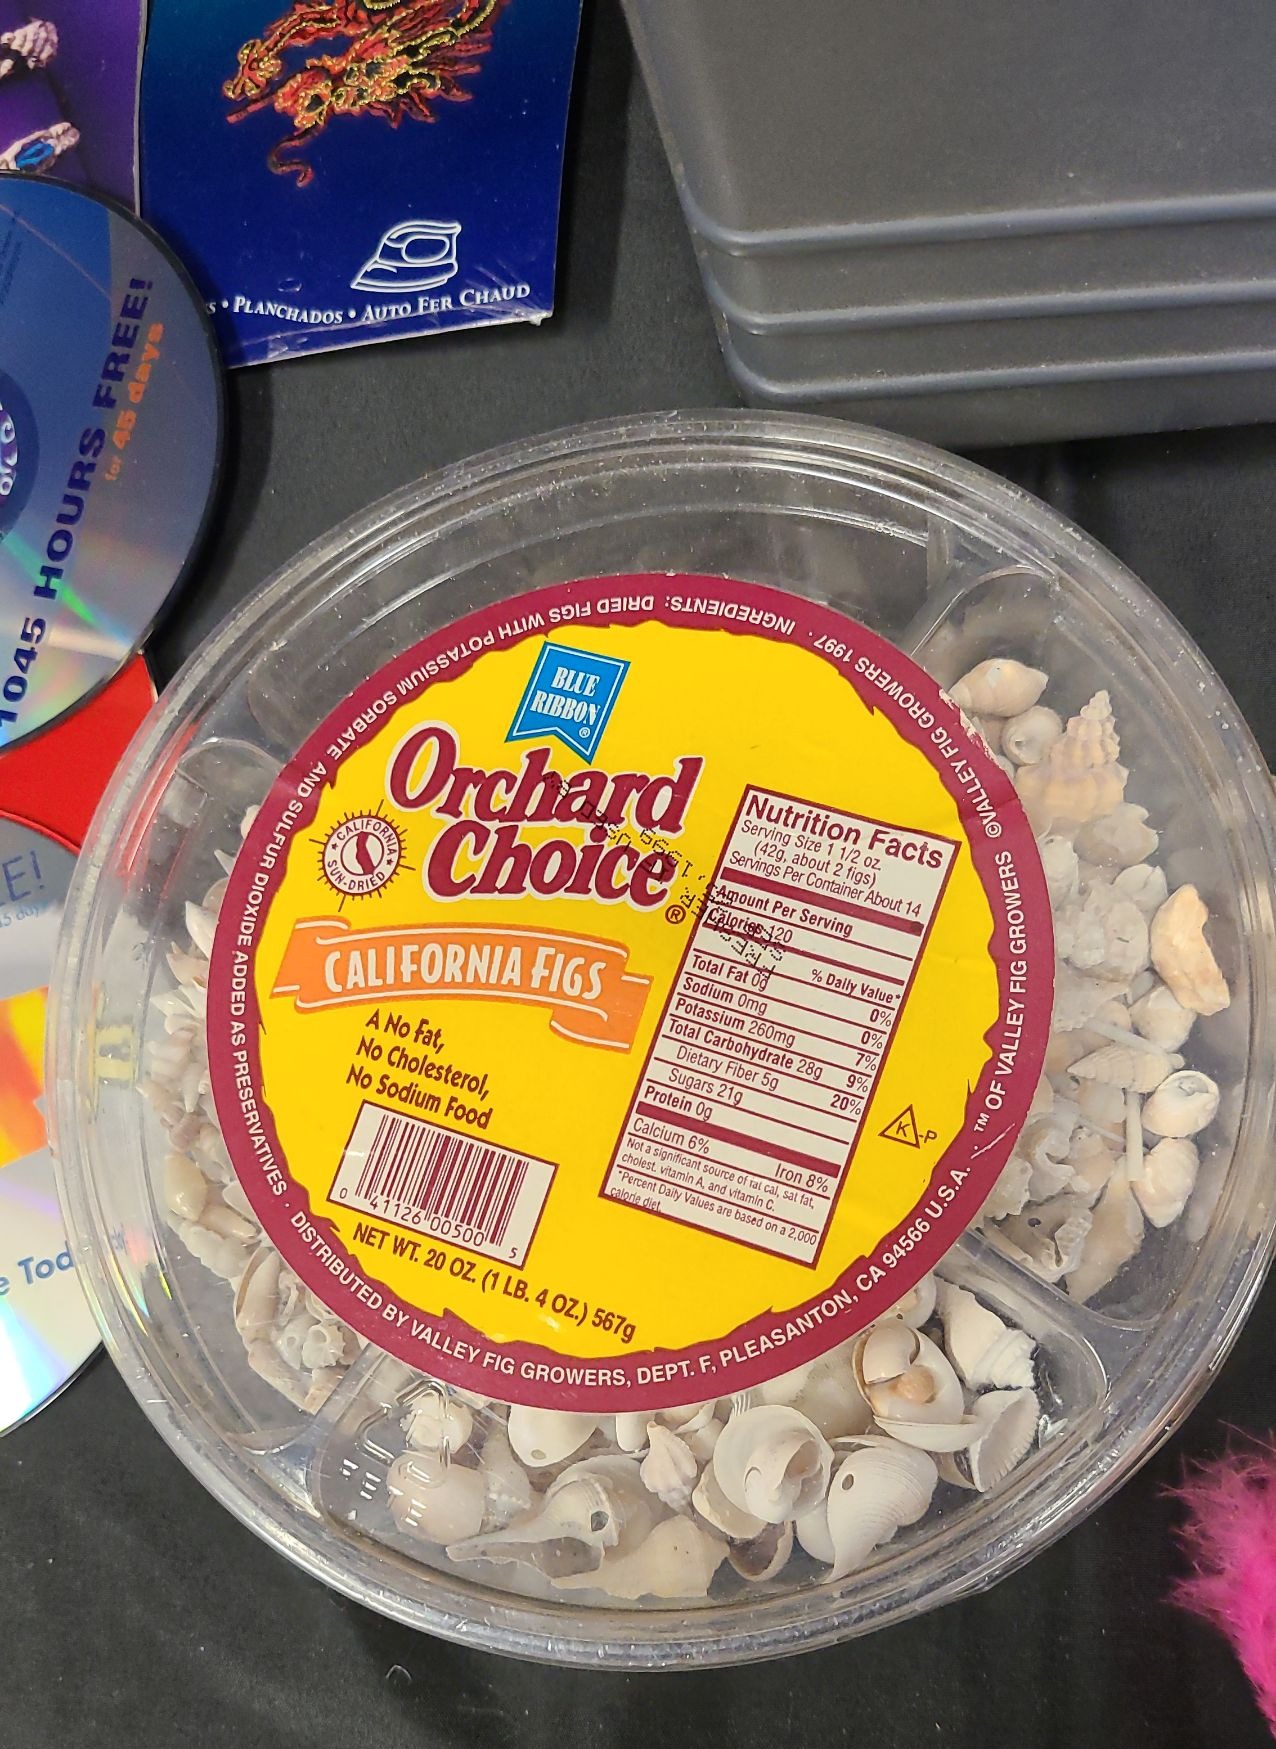 • PLANCHADOS • AUTO FER CHAUD
1045 HOURS FREE!
for 45 days
E!
45 days
BLUE
RIBBON®
Orchard
Choice®
CALIFORNIA
SUN-DRIED
CALIFORNIA FIGS
A No Fat,
No Cholesterol,
No Sodium Food
0 41126 00500 5
NET WT. 20 OZ. (1 LB. 4 OZ.) 567g
Nutrition Facts
Serving Size 1 1/2 oz.
(42g, about 2 figs)
Servings Per Container About 14
Amount Per Serving
Calories 120
% Daily Value*
Total Fat 0g 0%
Sodium 0mg 0%
Potassium 260mg 7%
Total Carbohydrate 28g 9%
Dietary Fiber 5g 20%
Sugars 21g
Protein 0g
Calcium 6% Iron 8%
Not a significant source of fat cal, sat fat,
cholest. vitamin A, and vitamin C.
*Percent Daily Values are based on a 2,000
calorie diet.
K-P
INGREDIENTS: DRIED FIGS WITH POTASSIUM SORBATE AND SULFUR DIOXIDE ADDED AS PRESERVATIVES •
DISTRIBUTED BY VALLEY FIG GROWERS, DEPT. F, PLEASANTON, CA 94566 U.S.A. •
™ OF VALLEY FIG GROWERS ©VALLEY FIG GROWERS 1997 •